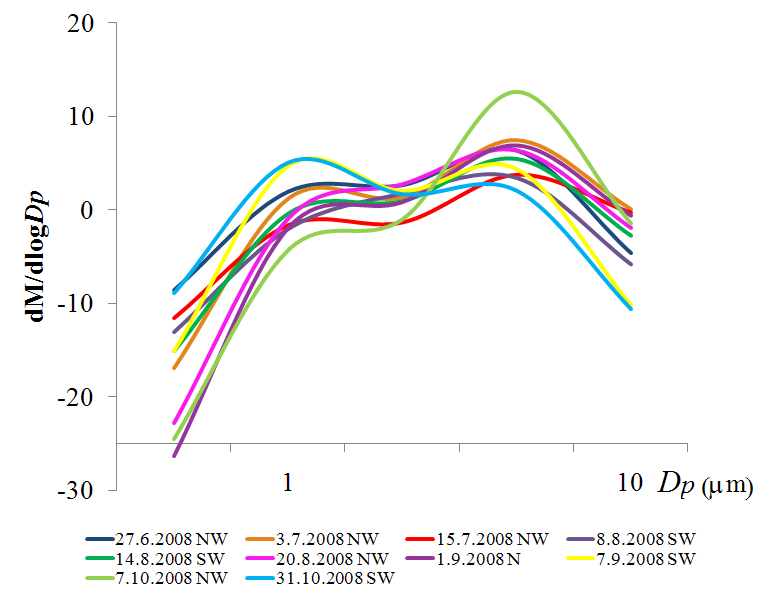 20
10
0
-10
-20
-30
dM/dlogDp
1
10 Dp (μm)
27.6.2008 NW 3.7.2008 NW 15.7.2008 NW 8.8.2008 SW
14.8.2008 SW 20.8.2008 NW 1.9.2008 N 7.9.2008 SW
7.10.2008 NW 31.10.2008 SW